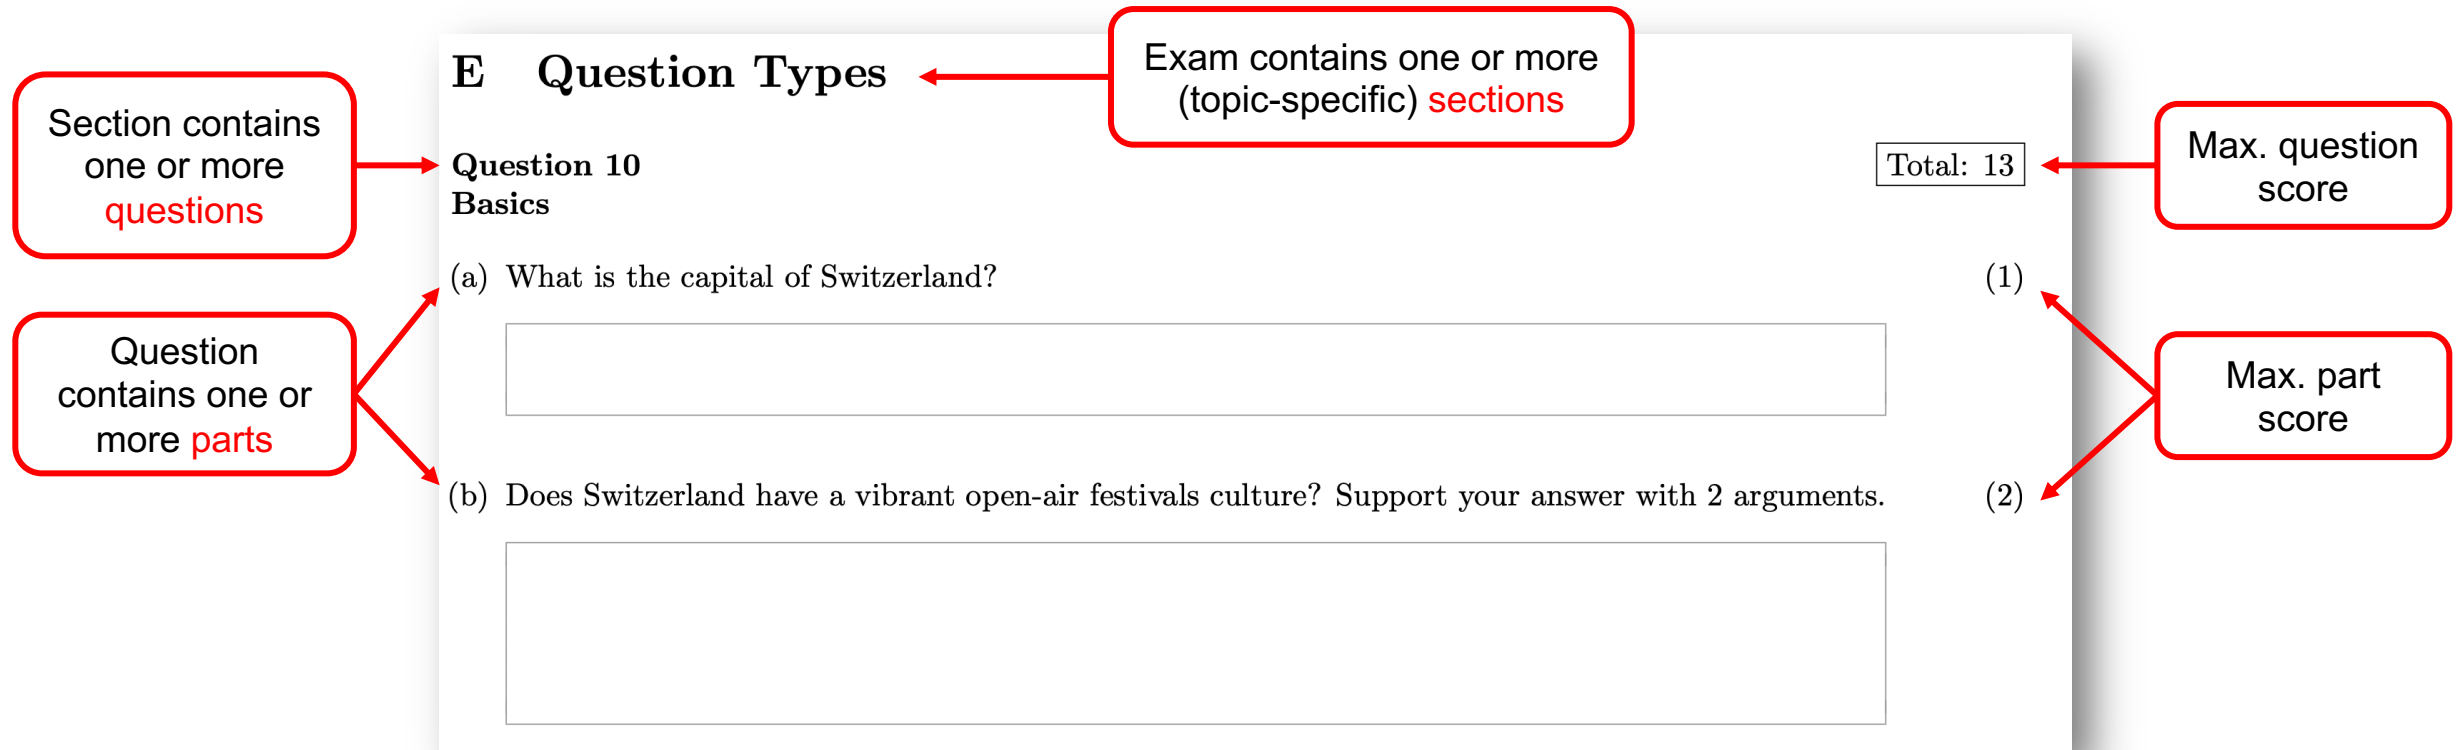 E Question Types
Exam contains one or more
(topic-specific) sections
Section contains
one or more
questions
Question 10
Basics
Total: 13
Max. question
score
(a) What is the capital of Switzerland?
(1)
Question
contains one or
more parts
Max. part
score
(b) Does Switzerland have a vibrant open-air festivals culture? Support your answer with 2 arguments.
(2)